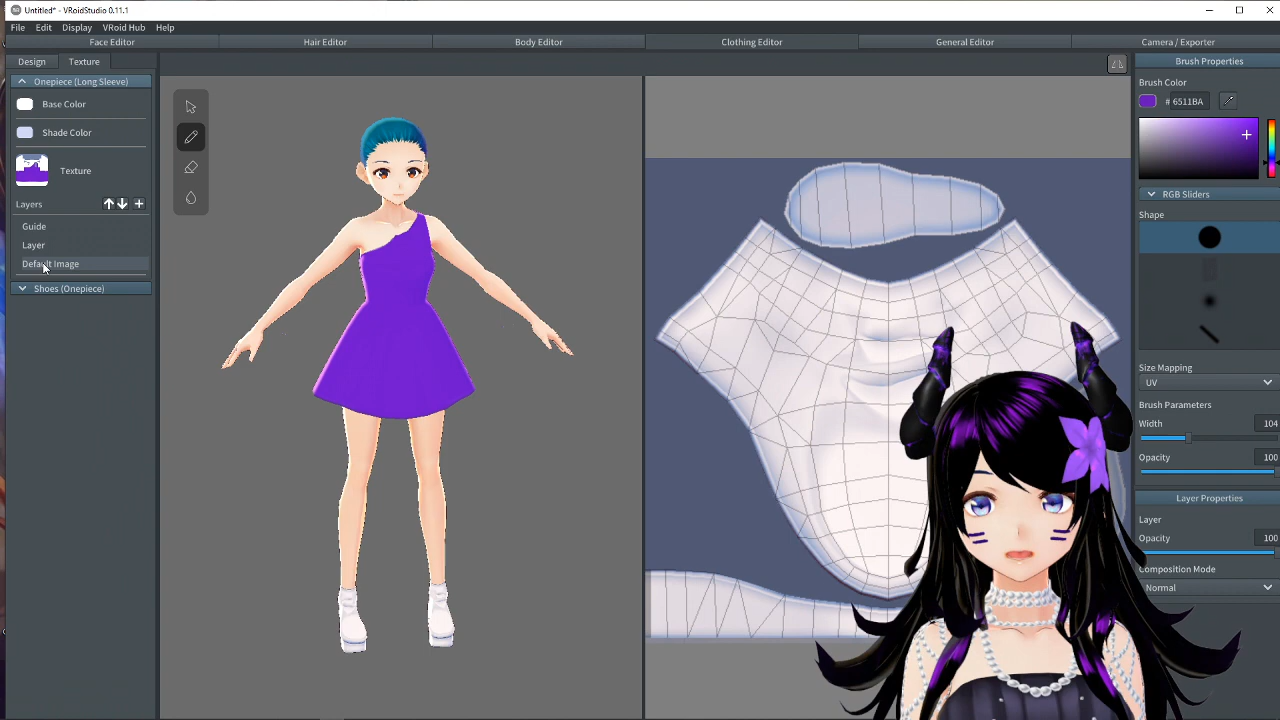 Untitled* - VRoidStudio 0.11.1
File Edit Display VRoid Hub Help
Face Editor Hair Editor Body Editor Clothing Editor General Editor Camera / Exporter
Design Texture
Onepiece (Long Sleeve)
Base Color
Shade Color
Texture
Layers
Guide
Layer
Default Image
Shoes (Onepiece)
Brush Properties
Brush Color
# 6511BA
RGB Sliders
Shape
Size Mapping
UV
Brush Parameters
Width 104
Opacity 100
Layer Properties
Layer
Opacity 100
Composition Mode
Normal